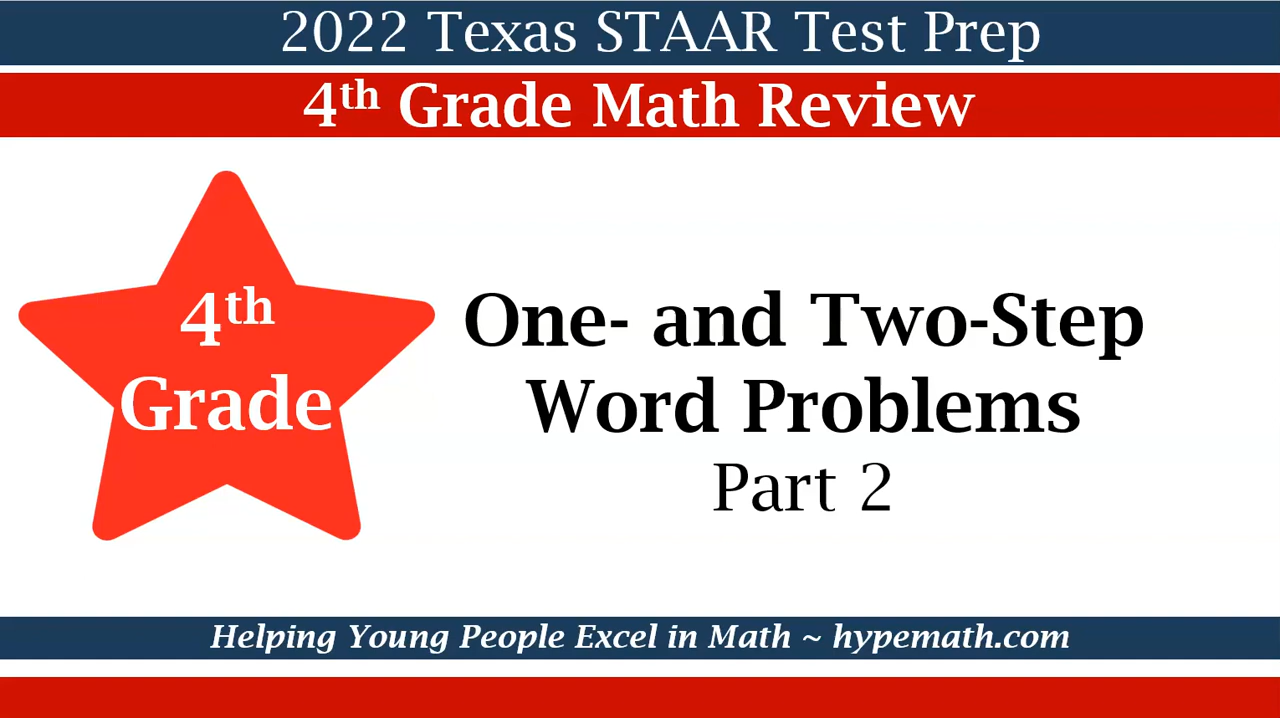 2022 Texas STAAR Test Prep
4th Grade Math Review
4th
Grade
One- and Two-Step
Word Problems
Part 2
Helping Young People Excel in Math ~ hypemath.com